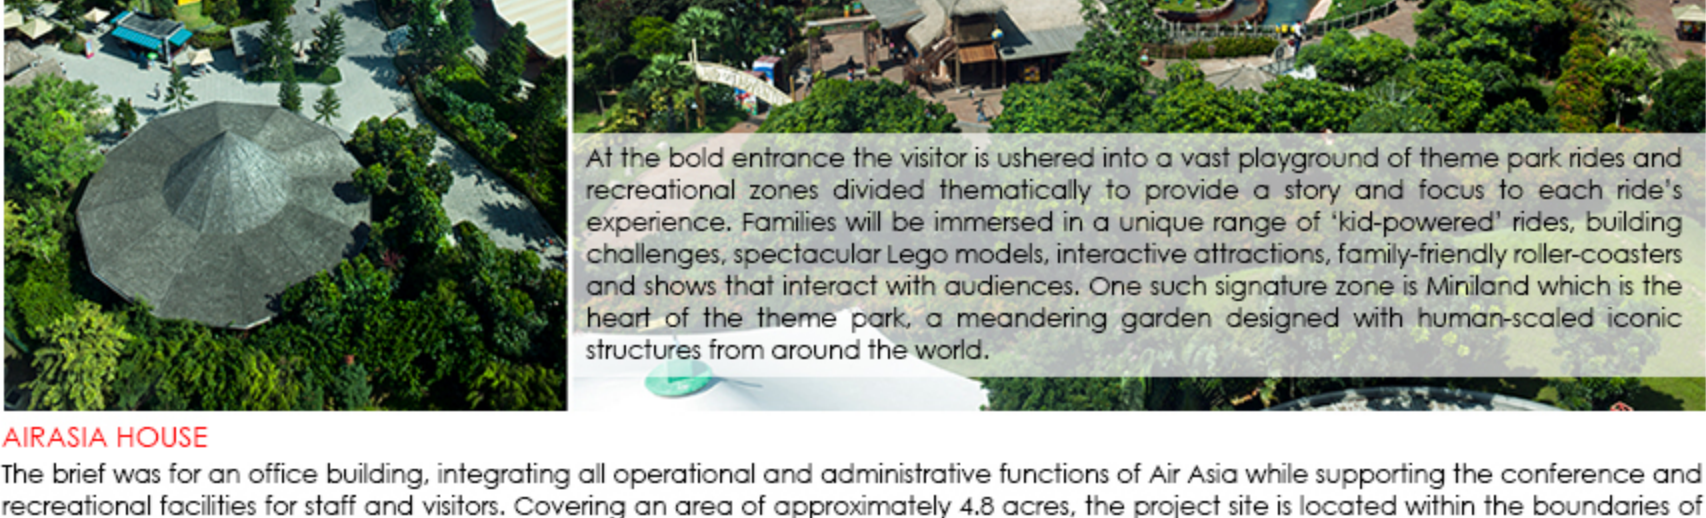 At the bold entrance the visitor is ushered into a vast playground of theme park rides and
recreational zones divided thematically to provide a story and focus to each ride's
experience. Families will be immersed in a unique range of 'kid-powered' rides, building
challenges, spectacular Lego models, interactive attractions, family-friendly roller-coasters
and shows that interact with audiences. One such signature zone is Miniland which is the
heart of the theme park, a meandering garden designed with human-scaled iconic
structures from around the world.
AIRASIA HOUSE
The brief was for an office building, integrating all operational and administrative functions of Air Asia while supporting the conference and
recreational facilities for staff and visitors. Covering an area of approximately 4.8 acres, the project site is located within the boundaries of